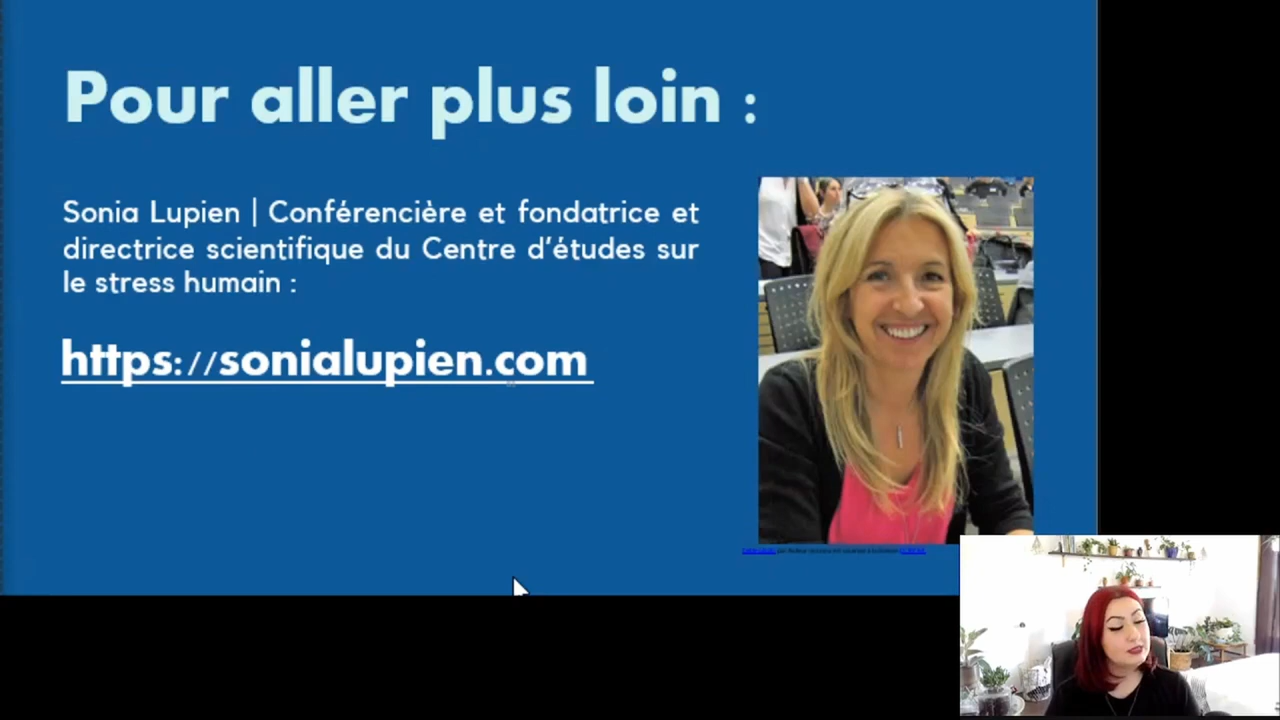 Pour aller plus loin :
Sonia Lupien | Conférencière et fondatrice et
directrice scientifique du Centre d'études sur
le stress humain :
https://sonialupien.com